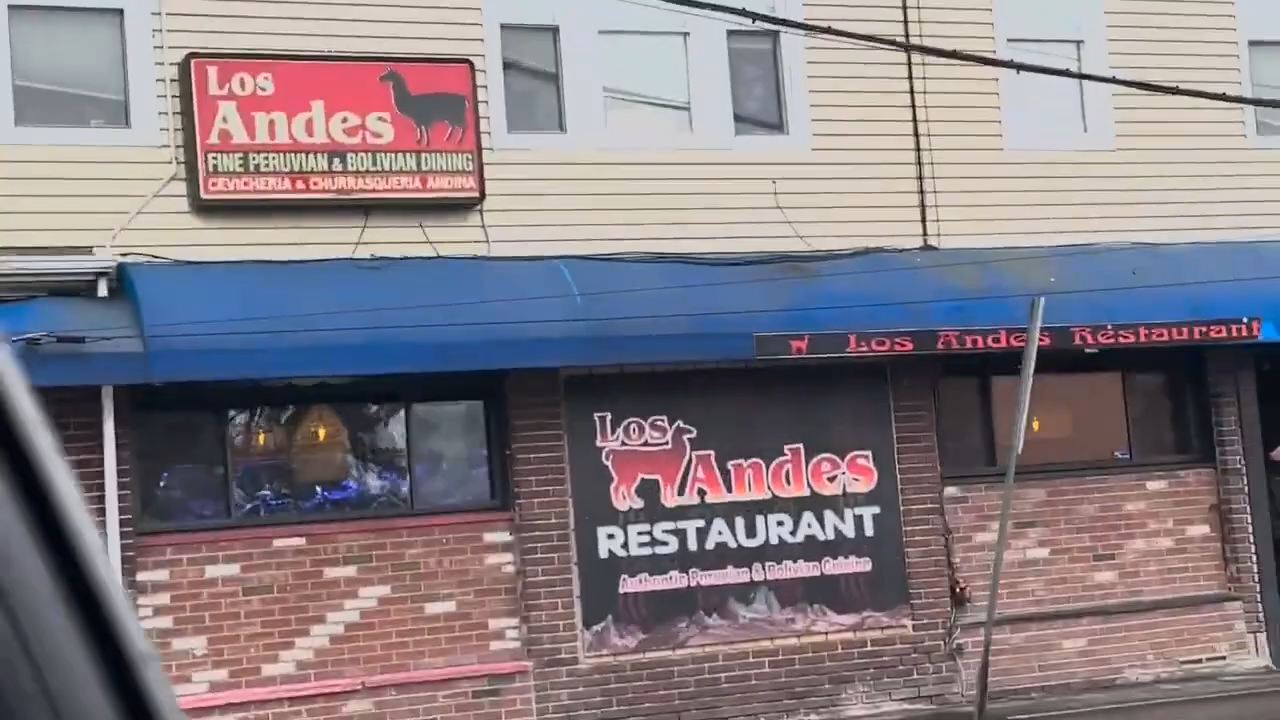 Los
Andes
FINE PERUVIAN & BOLIVIAN DINING
CEVICHERIA & CHURRASQUERIA ANDINA
Los Andes Restaurant
Los
Andes
RESTAURANT
Authentic Peruvian & Bolivian Cuisine